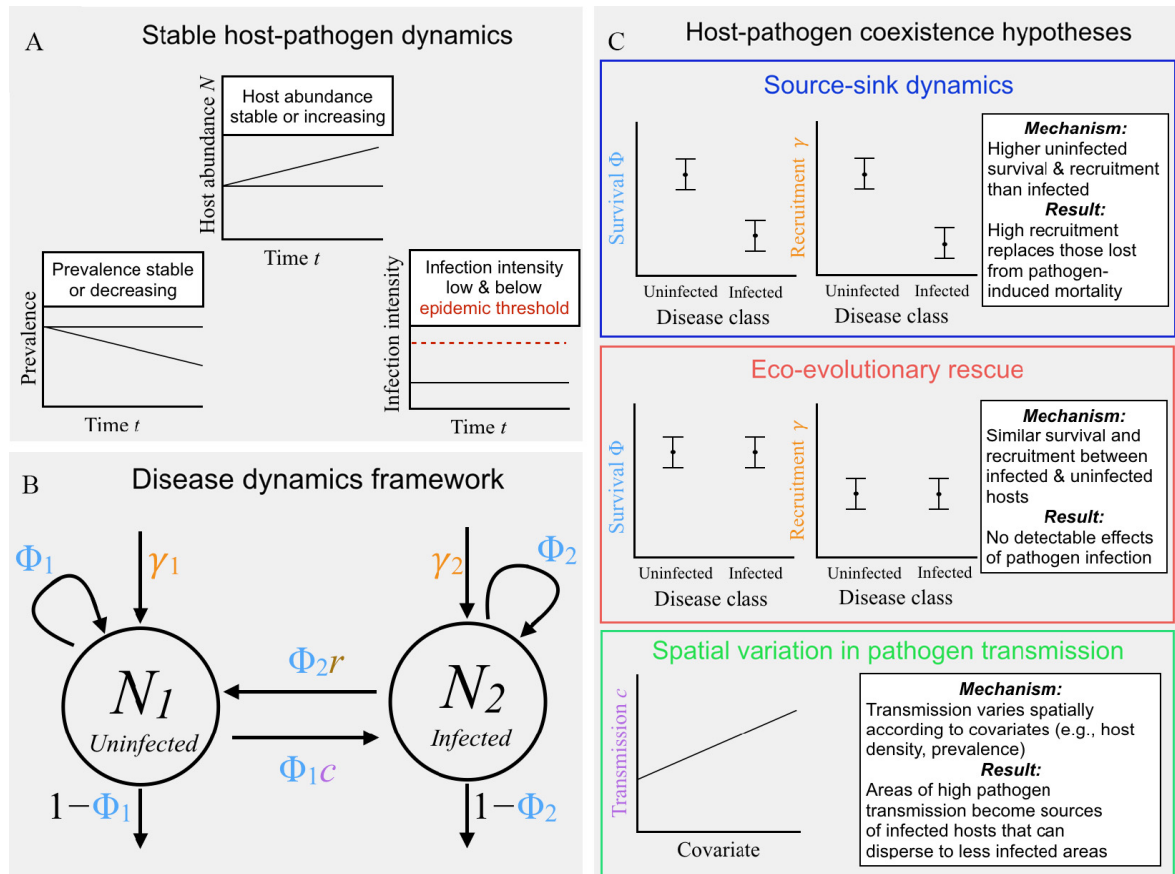 A
Stable host-pathogen dynamics
Host abundance N
Host abundance
stable or increasing
Time t
Prevalence
Prevalence stable
or decreasing
Time t
Infection intensity
Infection intensity
low & below
epidemic threshold
Time t
B
Disease dynamics framework
Φ1
γ1
γ2
Φ2
N1
Uninfected
Φ2r
Φ1c
N2
Infected
1−Φ1
1−Φ2
C
Host-pathogen coexistence hypotheses
Source-sink dynamics
Survival Φ
Uninfected Infected
Disease class
Recruitment γ
Uninfected Infected
Disease class
Mechanism:
Higher uninfected
survival & recruitment
than infected
Result:
High recruitment
replaces those lost
from pathogen-
induced mortality
Eco-evolutionary rescue
Survival Φ
Uninfected Infected
Disease class
Recruitment γ
Uninfected Infected
Disease class
Mechanism:
Similar survival and
recruitment between
infected & uninfected
hosts
Result:
No detectable effects
of pathogen infection
Spatial variation in pathogen transmission
Transmission c
Covariate
Mechanism:
Transmission varies spatially
according to covariates (e.g., host
density, prevalence)
Result:
Areas of high pathogen
transmission become sources
of infected hosts that can
disperse to less infected areas